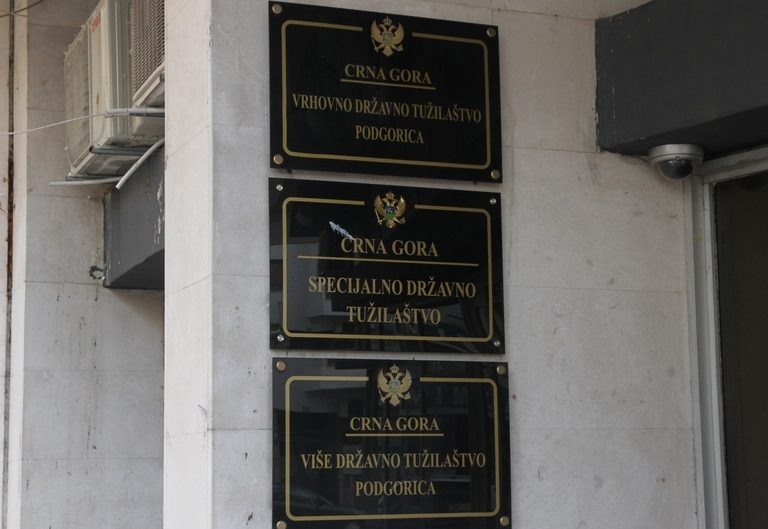 CRNA GORA
VRHOVNO DRŽAVNO TUŽILAŠTVO
PODGORICA
CRNA GORA
SPECIJALNO DRŽAVNO
TUŽILAŠTVO
CRNA GORA
VIŠE DRŽAVNO TUŽILAŠTVO
PODGORICA